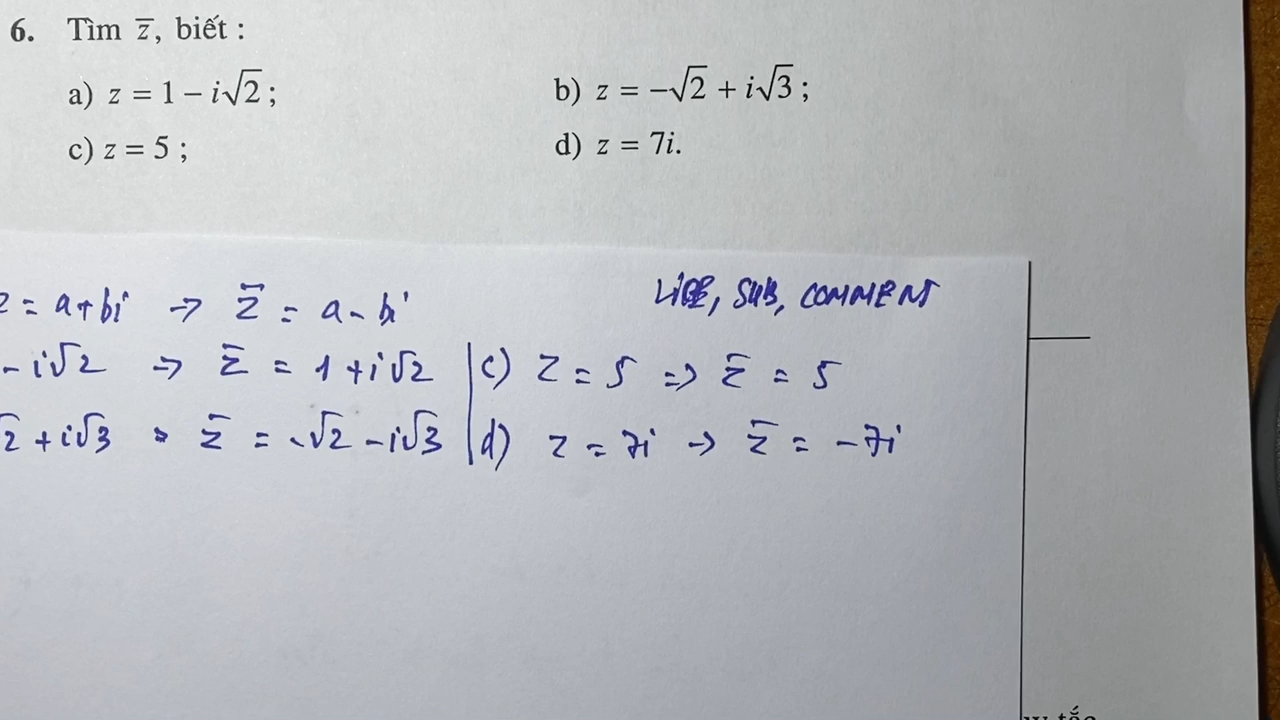 6. Tìm z̅, biết :
a) z = 1 − i√2 ;
b) z = −√2 + i√3 ;
c) z = 5 ;
d) z = 7i.
LIKE, SUB, COMMENT
z = a + bi → z̅ = a − bi
− i√2 → z̅ = 1 + i√2 | c) z = 5 => z̅ = 5
√2 + i√3 → z̅ = −√2 − i√3 | d) z = 7i → z̅ = −7i
tắc